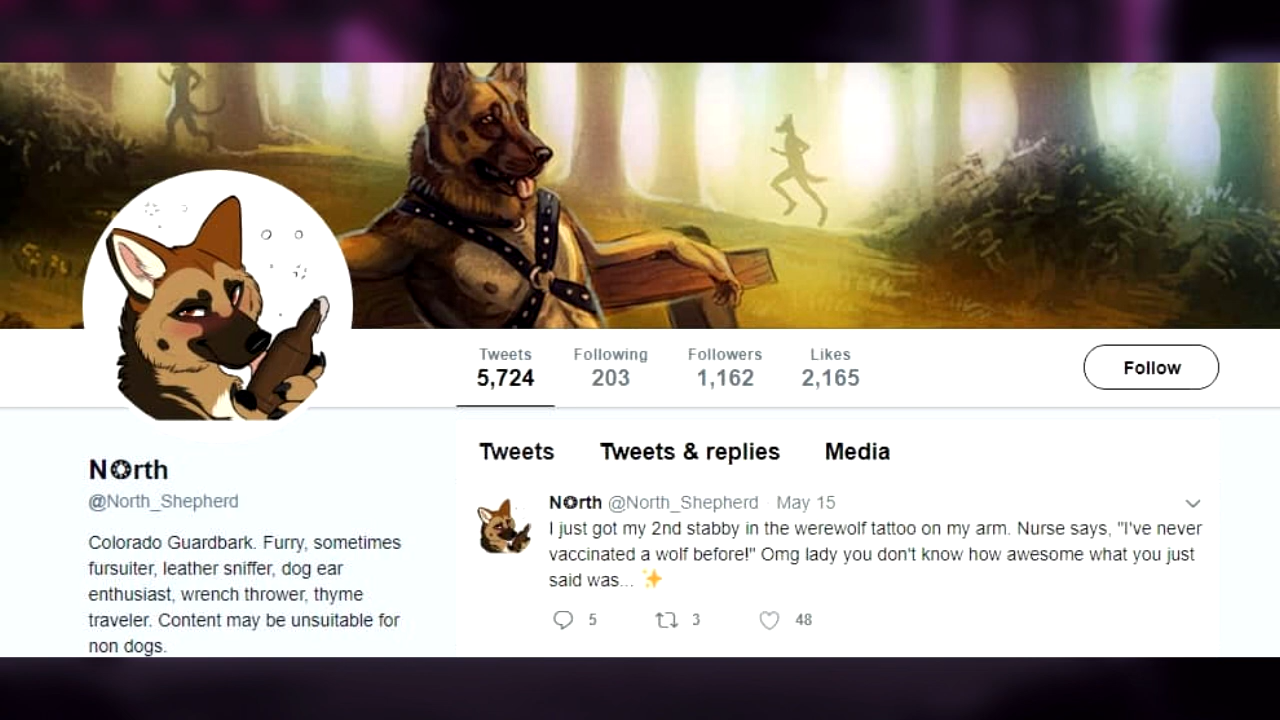 Tweets Following Followers Likes
5,724 203 1,162 2,165
Follow
N✪rth
@North_Shepherd
Colorado Guardbark. Furry, sometimes
fursuiter, leather sniffer, dog ear
enthusiast, wrench thrower, thyme
traveler. Content may be unsuitable for
non dogs.
Tweets Tweets & replies Media
N✪rth @North_Shepherd May 15
I just got my 2nd stabby in the werewolf tattoo on my arm. Nurse says, "I've never
vaccinated a wolf before!" Omg lady you don't know how awesome what you just
said was... ✨
5 3 48